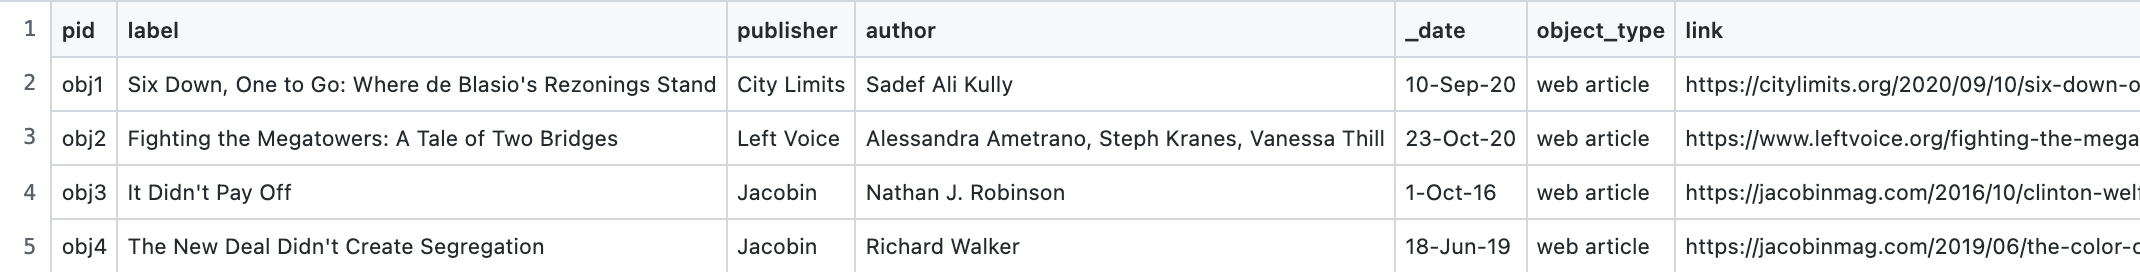 1 pid label publisher author _date object_type link
2 obj1 Six Down, One to Go: Where de Blasio's Rezonings Stand City Limits Sadef Ali Kully 10-Sep-20 web article https://citylimits.org/2020/09/10/six-down-o
3 obj2 Fighting the Megatowers: A Tale of Two Bridges Left Voice Alessandra Ametrano, Steph Kranes, Vanessa Thill 23-Oct-20 web article https://www.leftvoice.org/fighting-the-mega
4 obj3 It Didn't Pay Off Jacobin Nathan J. Robinson 1-Oct-16 web article https://jacobinmag.com/2016/10/clinton-wel
5 obj4 The New Deal Didn't Create Segregation Jacobin Richard Walker 18-Jun-19 web article https://jacobinmag.com/2019/06/the-color-o